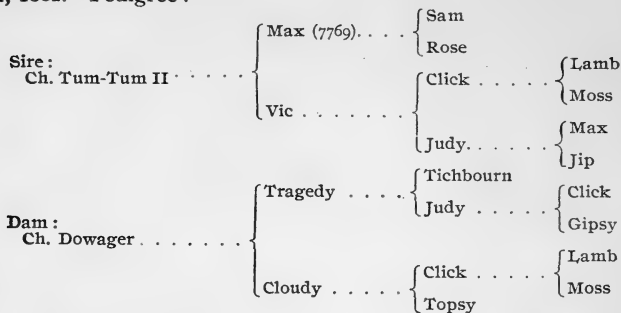 Pedigree:
Sam
Max (7769). . . .
Rose
Sire:
Ch. Tum-Tum II . . . . .
Lamb
Click . . . . .
Moss
Vic . . . . . . .
Max
Judy. . . . . .
Jip
Tichbourn
Tragedy . . . . .
Click
Judy . . . . .
Gipsy
Dam:
Ch. Dowager . . . . . . .
Lamb
Click . . . . .
Moss
Cloudy . . . . .
Topsy